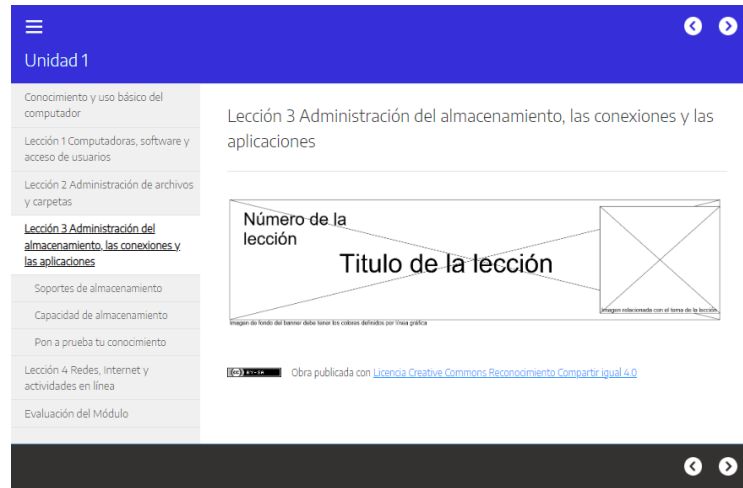 Unidad 1
Conocimiento y uso básico del
computador
Lección 1 Computadoras, software y
acceso de usuarios
Lección 2 Administración de archivos
y carpetas
Lección 3 Administración del
almacenamiento, las conexiones y
las aplicaciones
Soportes de almacenamiento
Capacidad de almacenamiento
Pon a prueba tu conocimiento
Lección 4 Redes, Internet y
actividades en línea
Evaluación del Módulo
Lección 3 Administración del almacenamiento, las conexiones y las
aplicaciones
Número de la
lección
Titulo de la lección
Imagen relacionada con el tema de la lección
Imagen de fondo del banner debe tener los colores definidos por línea gráfica
(cc) BY-SA
Obra publicada con Licencia Creative Commons Reconocimiento Compartir igual 4.0